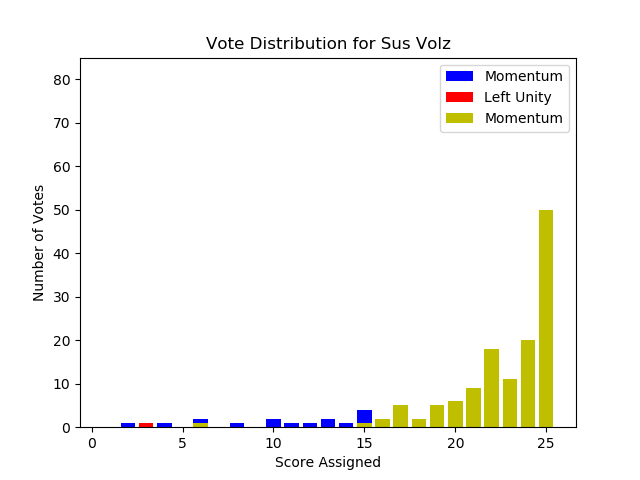 Vote Distribution for Sus Volz
Momentum
Left Unity
Momentum
Number of Votes
80
70
60
50
40
30
20
10
0
0 5 10 15 20 25
Score Assigned